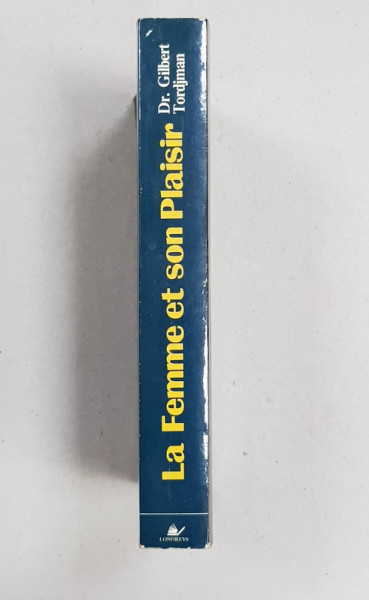 La Femme et son Plaisir
Dr. Gilbert
Tordjman
LONDREYS